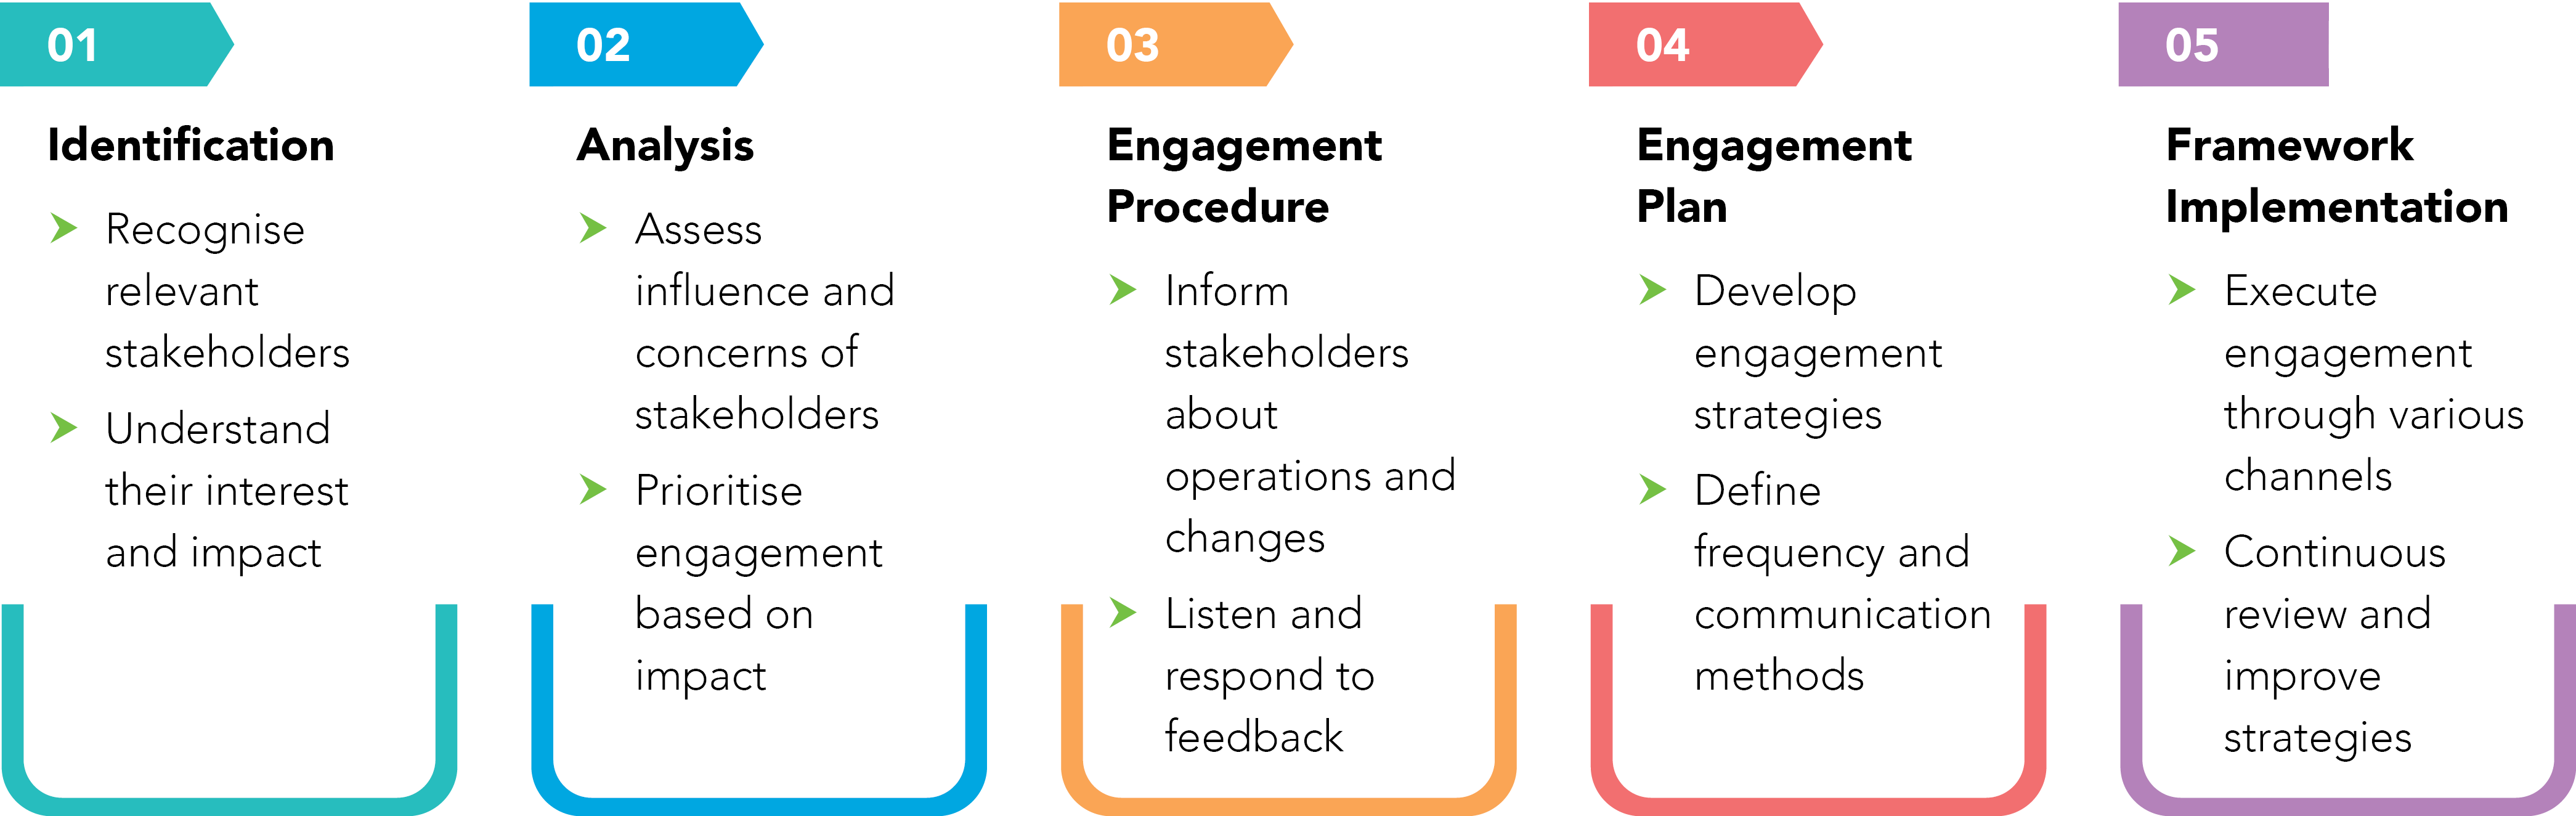 01
Identification
Recognise
relevant
stakeholders
Understand
their interest
and impact
02
Analysis
Assess
influence and
concerns of
stakeholders
Prioritise
engagement
based on
impact
03
Engagement
Procedure
Inform
stakeholders
about
operations and
changes
Listen and
respond to
feedback
04
Engagement
Plan
Develop
engagement
strategies
Define
frequency and
communication
methods
05
Framework
Implementation
Execute
engagement
through various
channels
Continuous
review and
improve
strategies